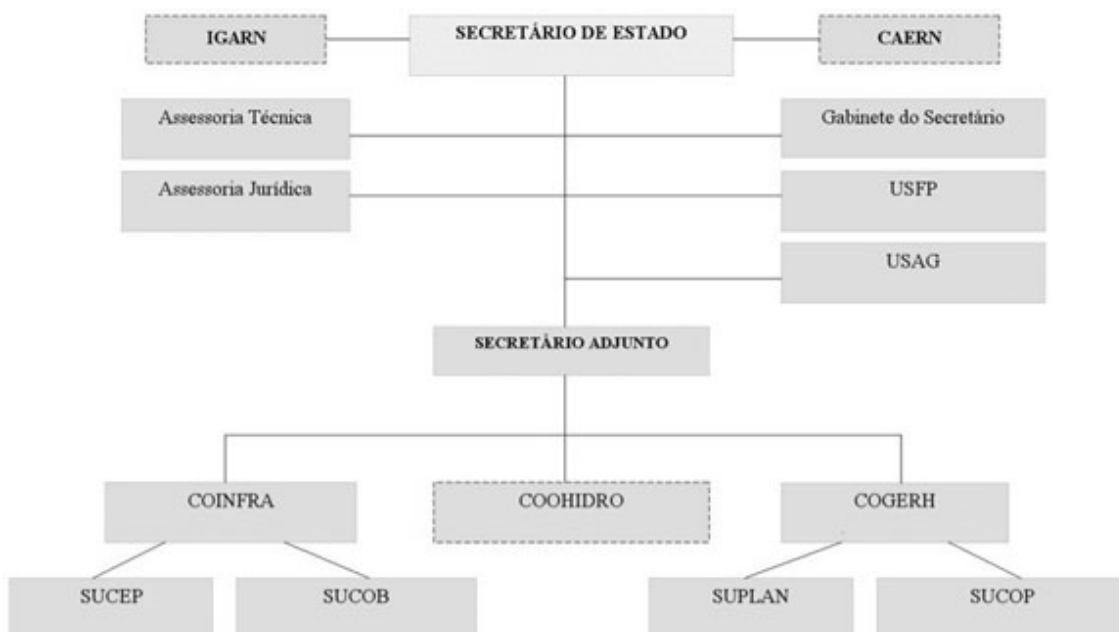 IGARN
SECRETÁRIO DE ESTADO
CAERN
Assessoria Técnica
Gabinete do Secretário
Assessoria Jurídica
USFP
USAG
SECRETÁRIO ADJUNTO
COINFRA
COOHIDRO
COGERH
SUCEP
SUCOB
SUPLAN
SUCOP